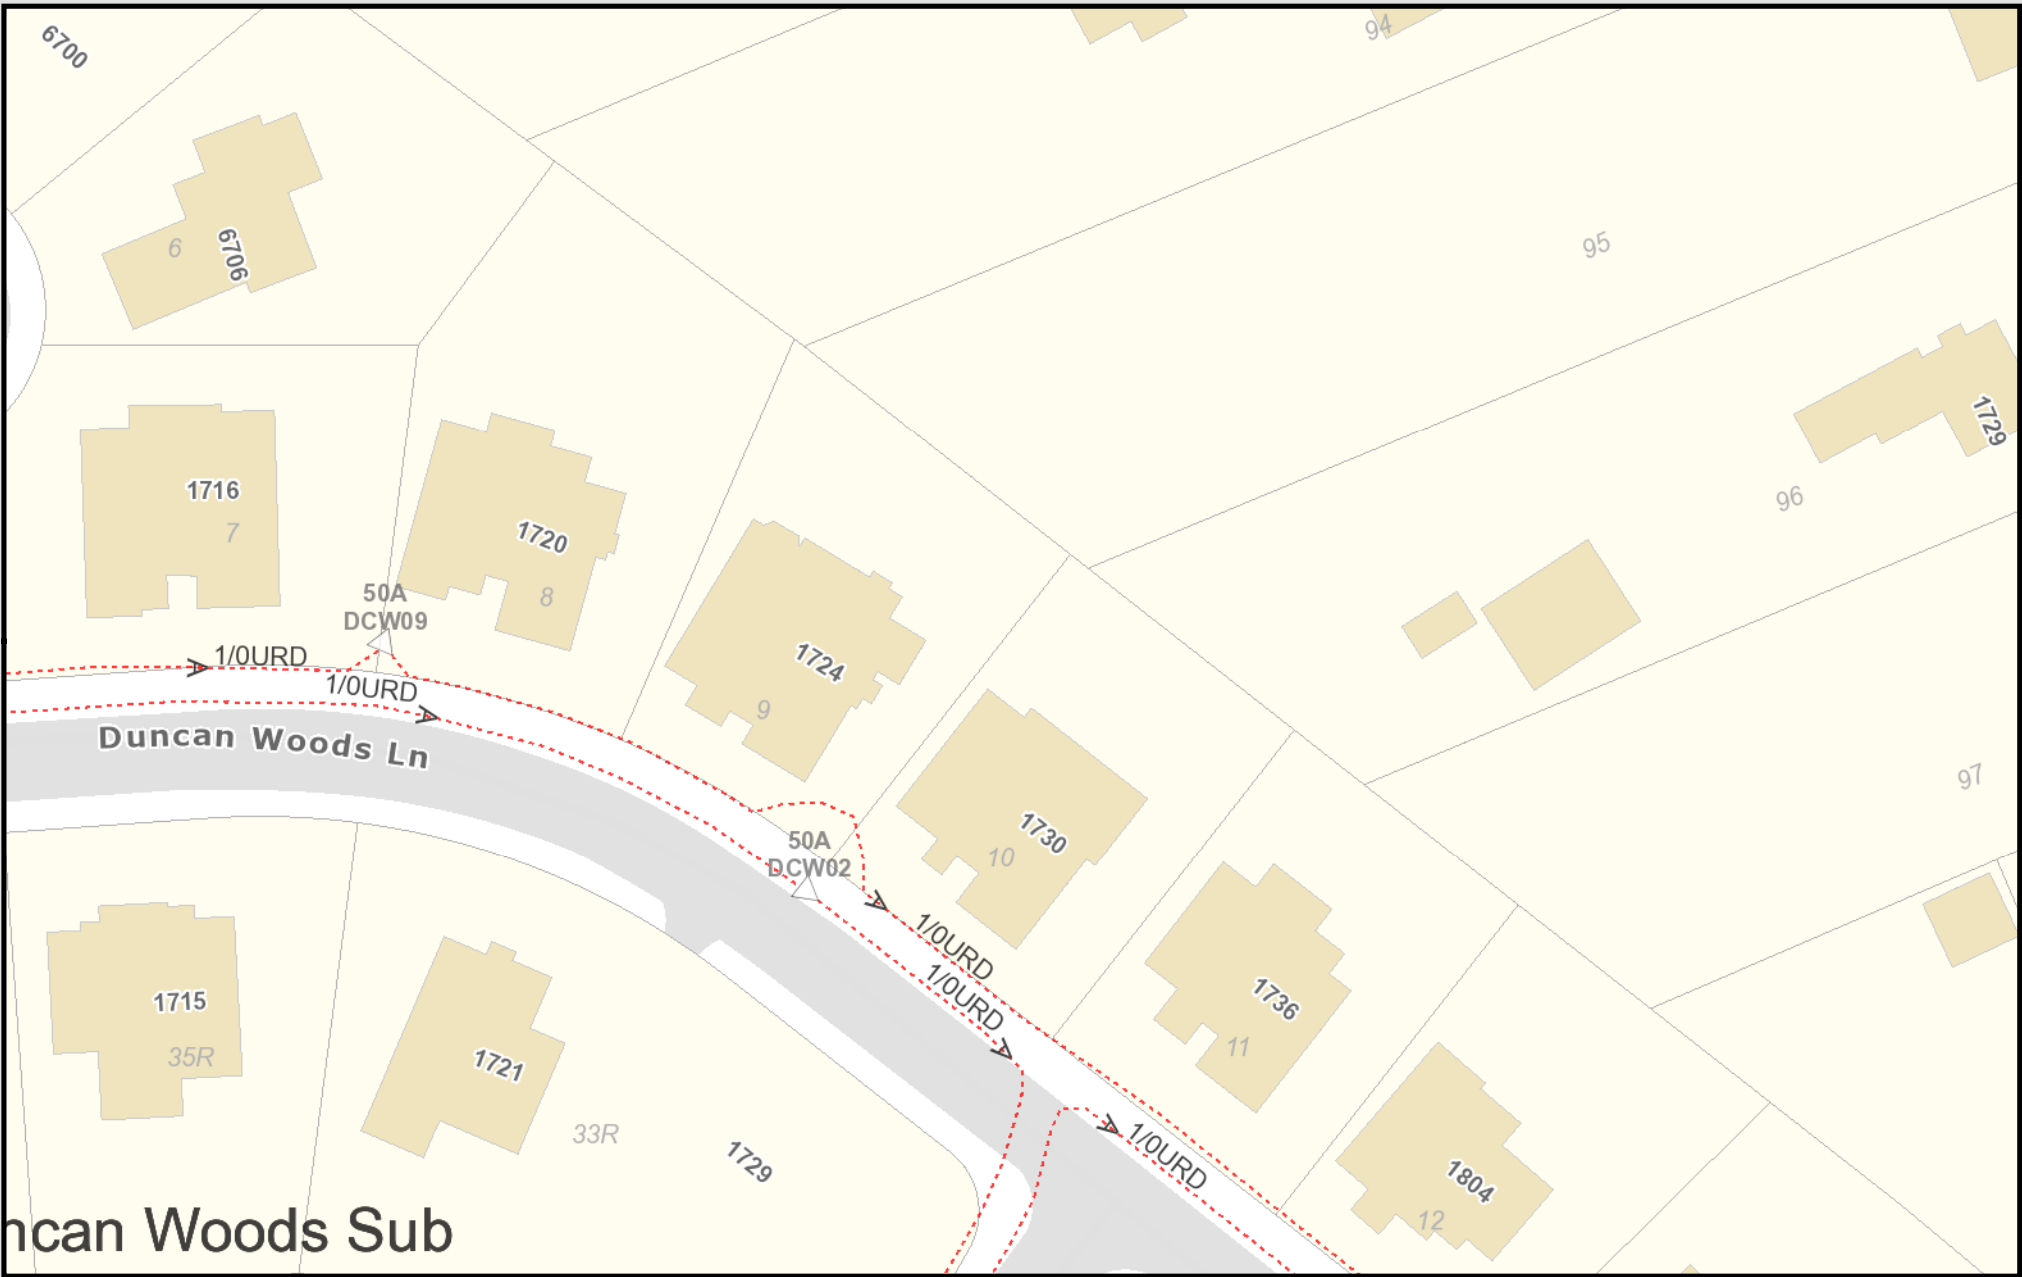 6700
94
6
6706
95
1729
96
1716
7
1720
8
50A
DCW09
1/0URD
1/0URD
Duncan Woods Ln
1724
9
97
50A
DCW02
1730
10
1/0URD
1/0URD
1736
11
1715
35R
1721
33R
1729
1/0URD
1804
12
ncan Woods Sub
A
A
A
A
A